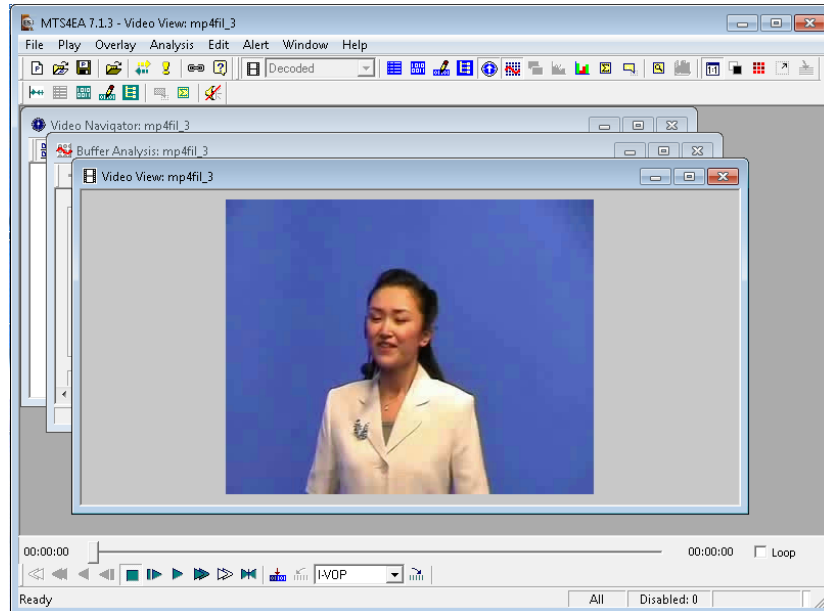 MTS4EA 7.1.3 - Video View: mp4fil_3
File Play Overlay Analysis Edit Alert Window Help
Decoded
Video Navigator: mp4fil_3
Buffer Analysis: mp4fil_3
Video View: mp4fil_3
00:00:00
00:00:00 Loop
I-VOP
Ready All Disabled: 0